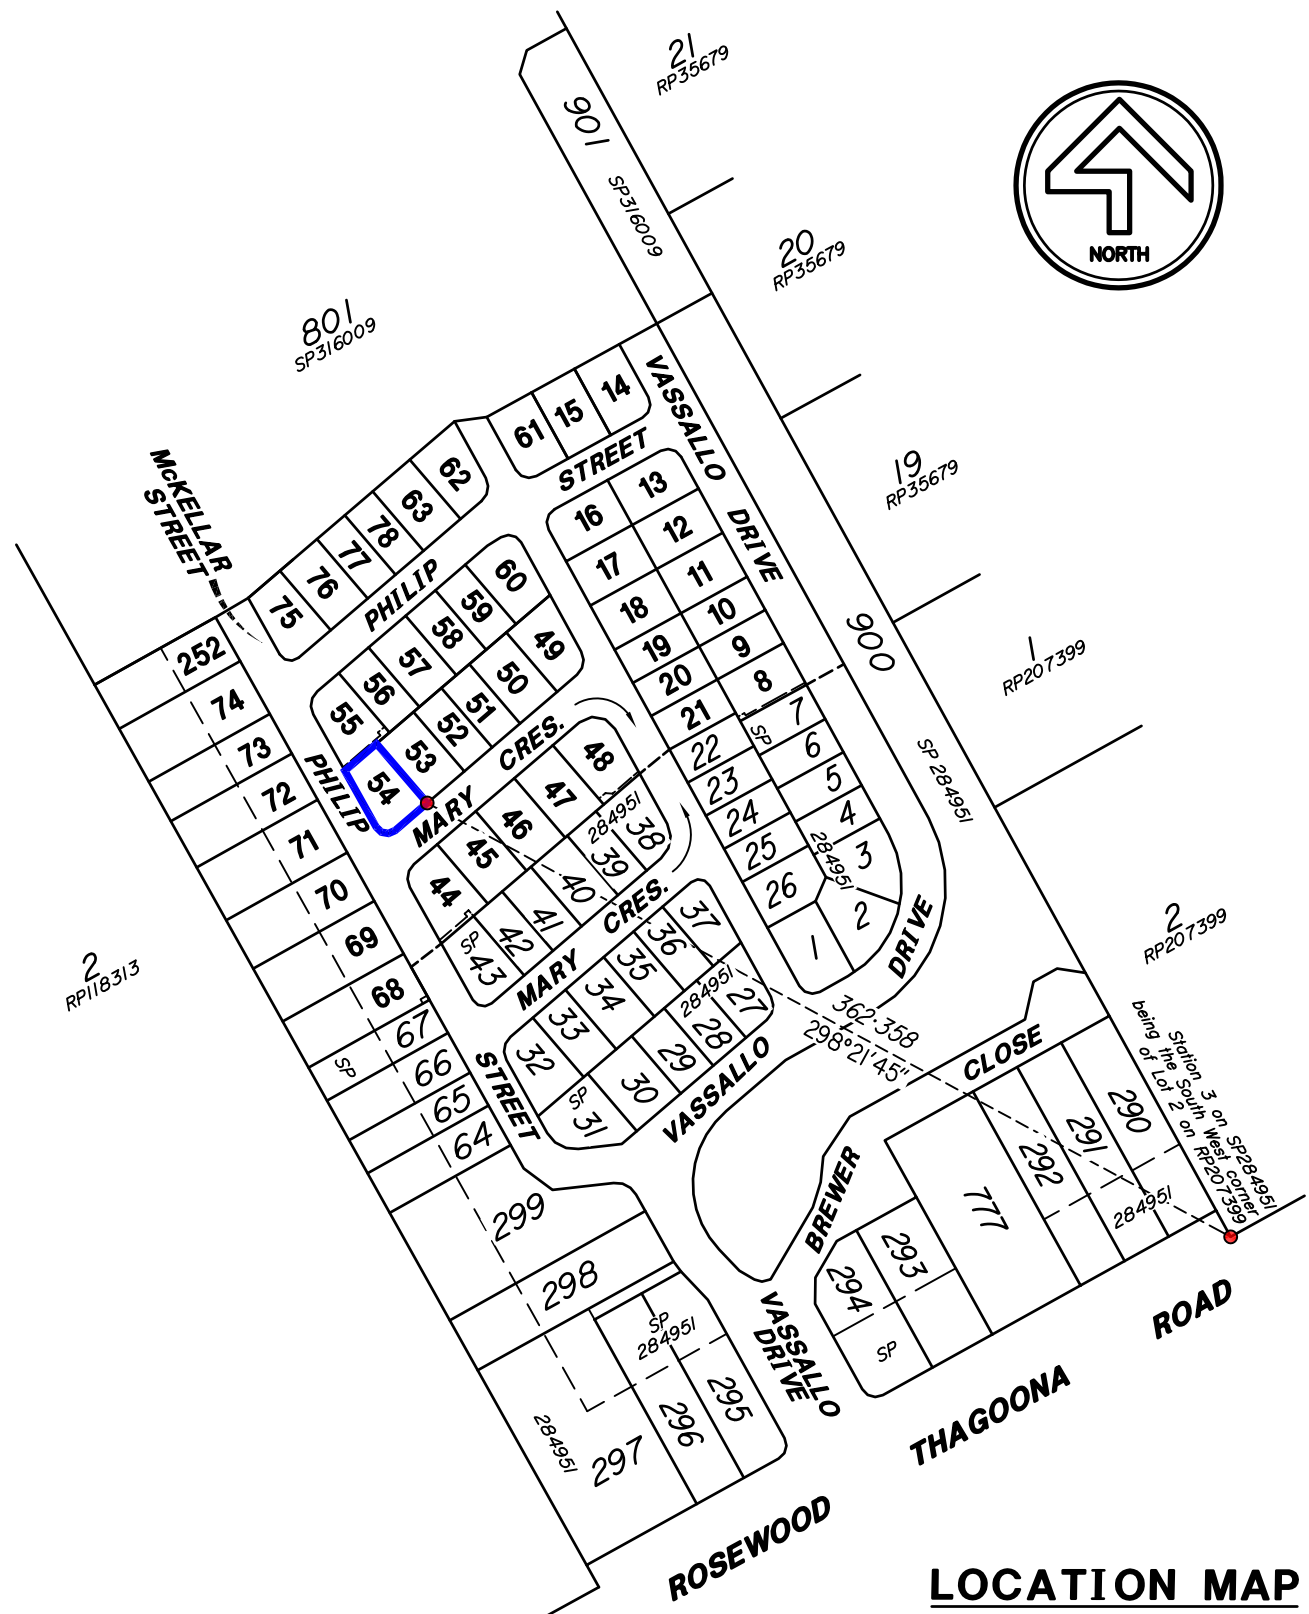 21
RP35679
901
SP316009
NORTH
20
RP35679
801
SP316009
VASSALLO DRIVE
14
15
61
STREET
62
63
78
77
76
75
McKELLAR
STREET
13
16
12
17
11
18
10
19
9
20
8
21
19
RP35679
900
1
RP207399
PHILIP
60
59
58
57
56
55
49
50
51
52
53
54
252
74
73
72
71
70
69
68
67
66
65
64
SP
PHILIP
STREET
MARY CRES.
48
47
46
45
44
284951
38
39
40
41
42
43
SP
SP
7
22
6
23
5
24
4
25
3
26
284951
2
1
SP 284951
DRIVE
2
RP118313
2
RP207399
MARY CRES.
37
36
35
34
33
32
284951
27
28
29
30
31
SP
VASSALLO
362·358
298°21'45"
CLOSE
Station 3 on SP284951
being the South West corner
of Lot 2 on RP207399
290
291
292
284951
777
BREWER
293
294
SP
299
298
SP
284951
295
296
297
284951
VASSALLO
DRIVE
ROSEWOOD THAGOONA ROAD
LOCATION MAP